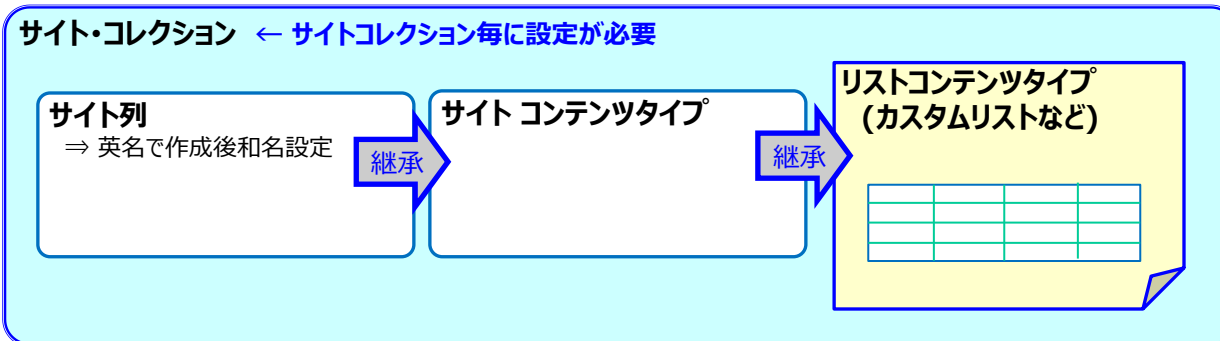 サイト・コレクション ← サイトコレクション毎に設定が必要
サイト列
⇒ 英名で作成後和名設定
継承
サイト コンテンツタイプ
継承
リストコンテンツタイプ
(カスタムリストなど)